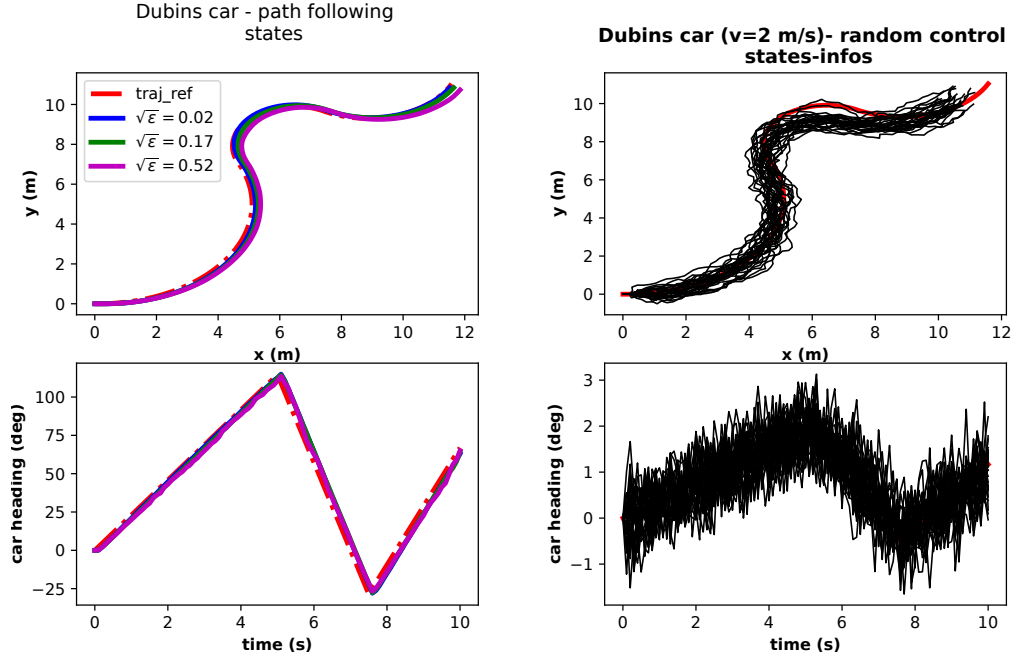 Dubins car - path following
states
10
8
6
4
2
0
y (m)
traj_ref
√ε = 0.02
√ε = 0.17
√ε = 0.52
0 2 4 6 8 10 12
x (m)
Dubins car (v=2 m/s)- random control
states-infos
10
8
6
4
2
0
y (m)
0 2 4 6 8 10 12
x (m)
100
75
50
25
0
−25
car heading (deg)
0 2 4 6 8 10
time (s)
3
2
1
0
−1
car heading (deg)
0 2 4 6 8 10
time (s)